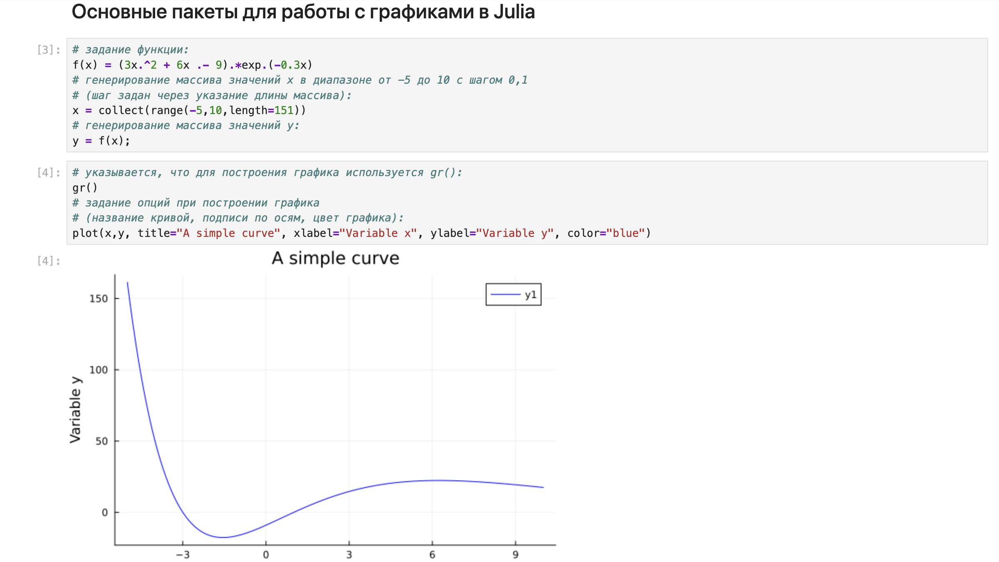 Основные пакеты для работы с графиками в Julia
[3]:
# задание функции:
f(x) = (3x.^2 + 6x .- 9).*exp.(-0.3x)
# генерирование массива значений x в диапазоне от -5 до 10 с шагом 0,1
# (шаг задан через указание длины массива):
x = collect(range(-5,10,length=151))
# генерирование массива значений y:
y = f(x);
[4]:
# указывается, что для построения графика используется gr():
gr()
# задание опций при построении графика
# (название кривой, подписи по осям, цвет графика):
plot(x,y, title="A simple curve", xlabel="Variable x", ylabel="Variable y", color="blue")
[4]:
A simple curve
y1
150
100
50
0
Variable y
−3
0
3
6
9